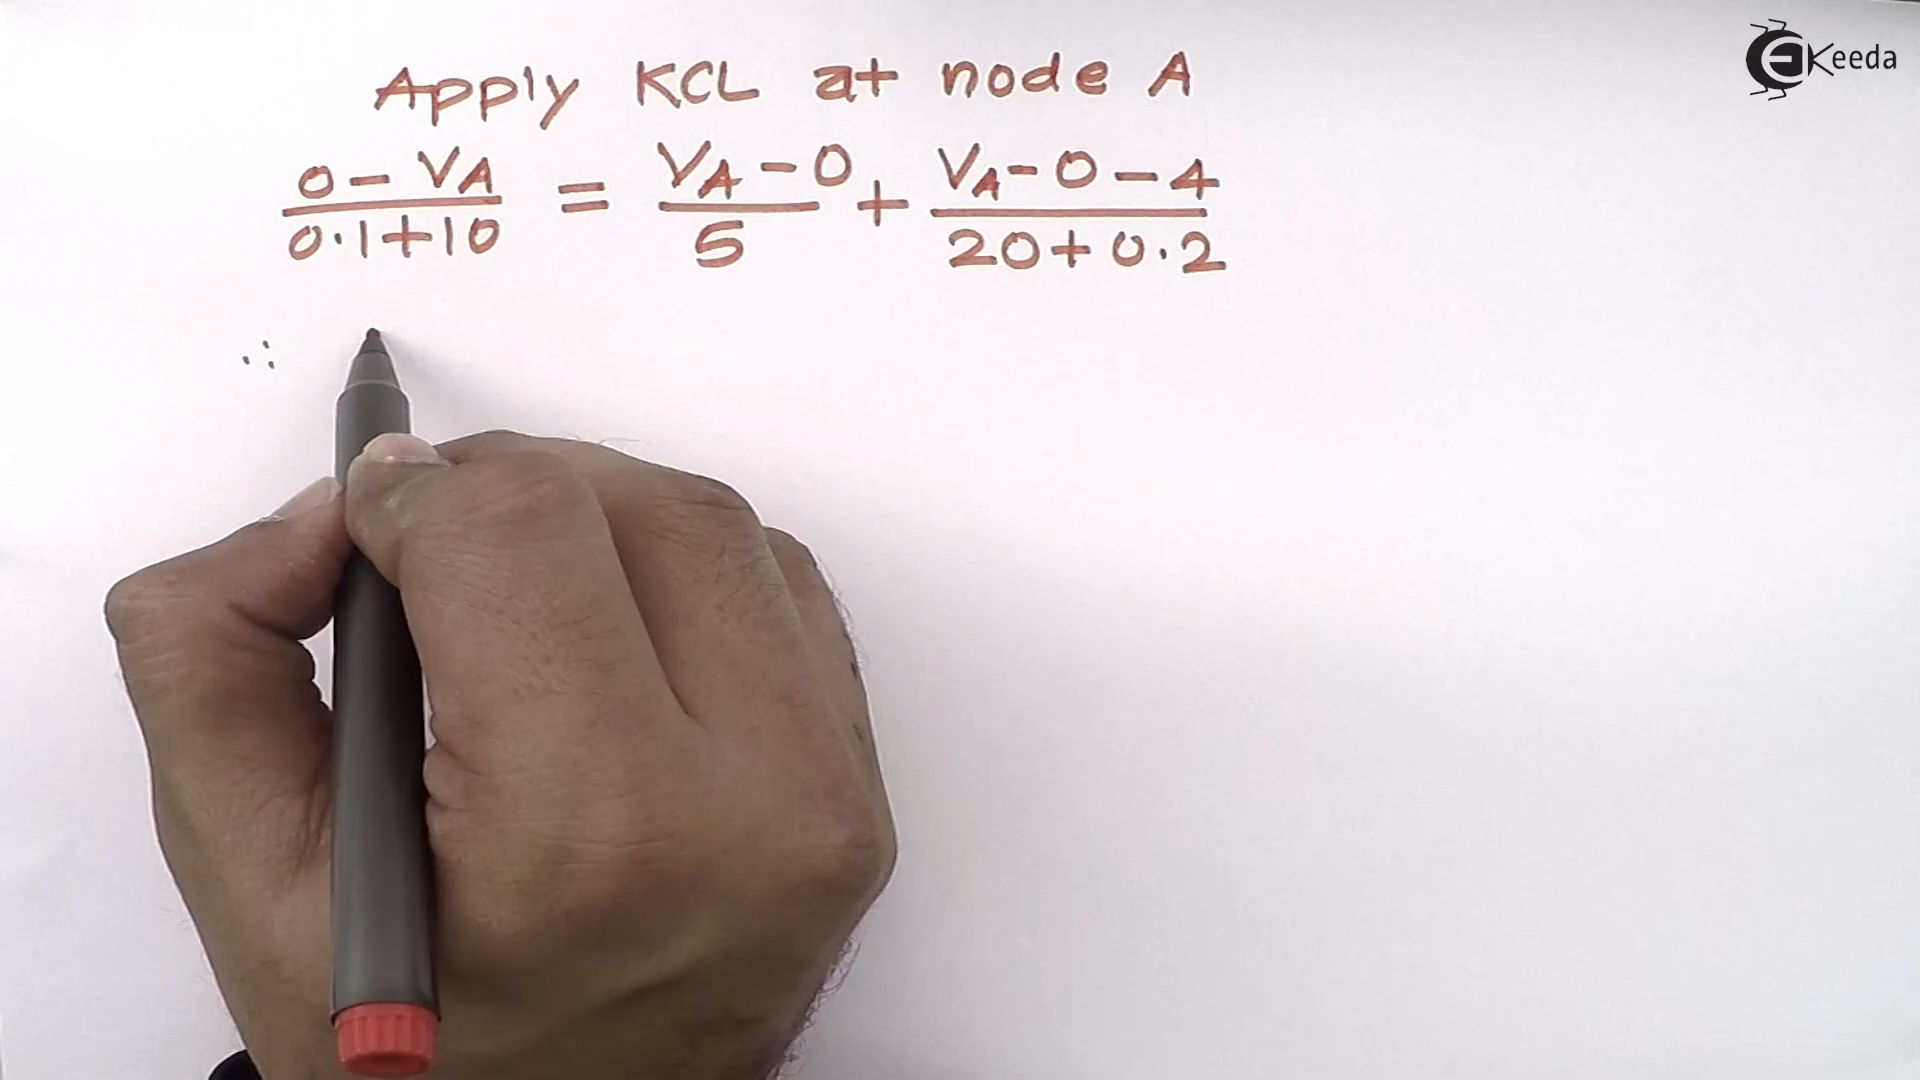 Keeda
Apply KCL at node A
0 - VA / 0.1+10 = VA - 0 / 5 + VA - 0 - 4 / 20+0.2
∴